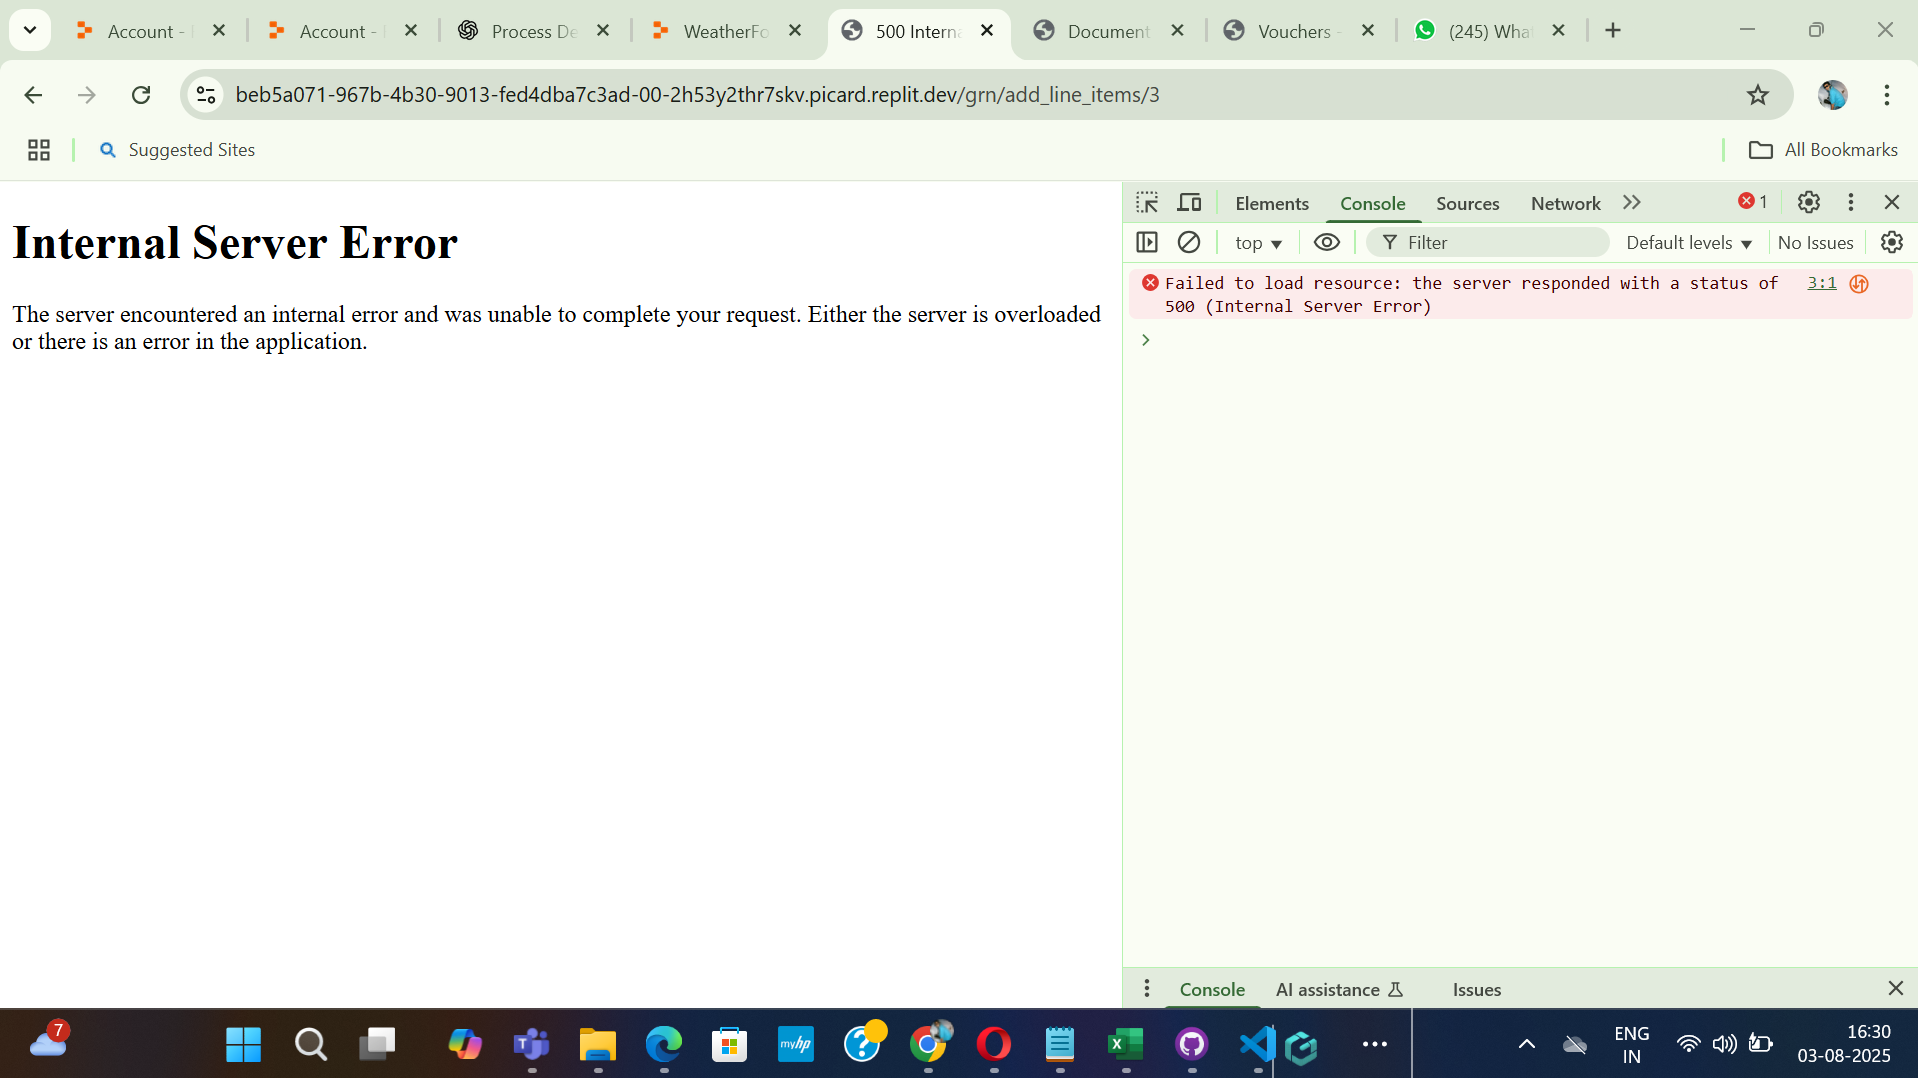 Account -
Account -
Process De
WeatherFo
500 Interna
Document
Vouchers -
(245) What
beb5a071-967b-4b30-9013-fed4dba7c3ad-00-2h53y2thr7skv.picard.replit.dev/grn/add_line_items/3
Suggested Sites
All Bookmarks
Internal Server Error
The server encountered an internal error and was unable to complete your request. Either the server is overloaded
or there is an error in the application.
Elements
Console
Sources
Network
1
top
Filter
Default levels
No Issues
Failed to load resource: the server responded with a status of
500 (Internal Server Error)
3:1
Console
AI assistance
Issues
7
myhp
ENG
IN
16:30
03-08-2025